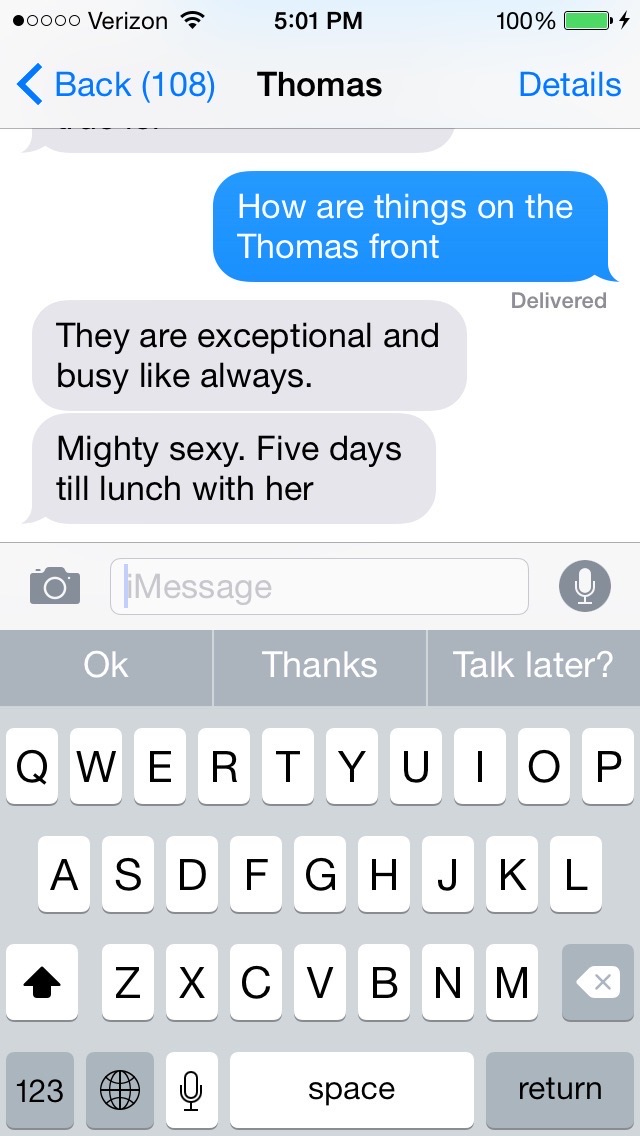 Verizon 5:01 PM 100%
Back (108) Thomas Details
How are things on the
Thomas front
Delivered
They are exceptional and
busy like always.
Mighty sexy. Five days
till lunch with her
iMessage
Ok Thanks Talk later?
Q W E R T Y U I O P
A S D F G H J K L
Z X C V B N M
123 space return